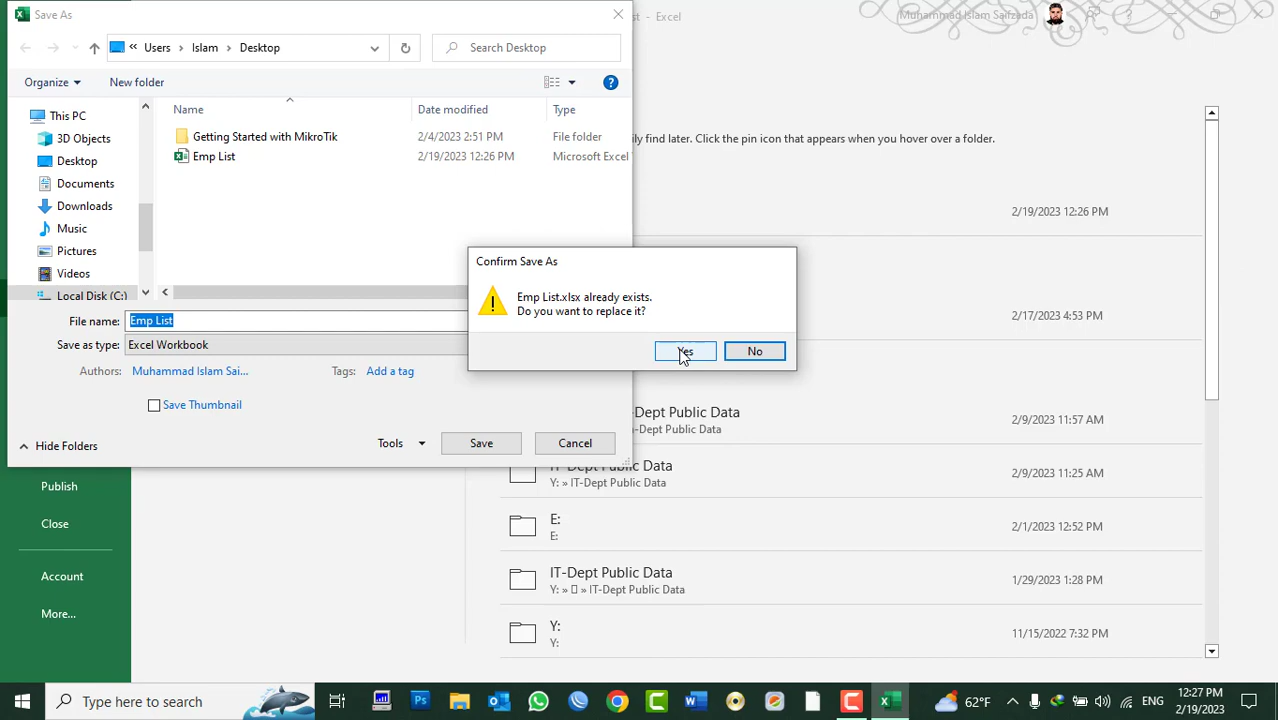 Save As
st - Excel
Muhammad Islam Saifzada
« Users > Islam > Desktop
Search Desktop
Organize
New folder
This PC
3D Objects
Desktop
Documents
Downloads
Music
Pictures
Videos
Local Disk (C:)
Name
Date modified
Type
Getting Started with MikroTik
2/4/2023 2:51 PM
File folder
Emp List
2/19/2023 12:26 PM
Microsoft Excel
ily find later. Click the pin icon that appears when you hover over a folder.
2/19/2023 12:26 PM
Confirm Save As
Emp List.xlsx already exists.
Do you want to replace it?
Yes
No
2/17/2023 4:53 PM
File name:
Emp List
Save as type:
Excel Workbook
Authors:
Muhammad Islam Sai...
Tags:
Add a tag
Save Thumbnail
Hide Folders
Tools
Save
Cancel
-Dept Public Data
-Dept Public Data
2/9/2023 11:57 AM
IT-Dept Public Data
Y: » IT-Dept Public Data
2/9/2023 11:25 AM
E:
E:
2/1/2023 12:52 PM
IT-Dept Public Data
Y: » ▯ » IT-Dept Public Data
1/29/2023 1:28 PM
Y:
Y:
11/15/2022 7:32 PM
Publish
Close
Account
More...
Type here to search
62°F
ENG
12:27 PM
2/19/2023